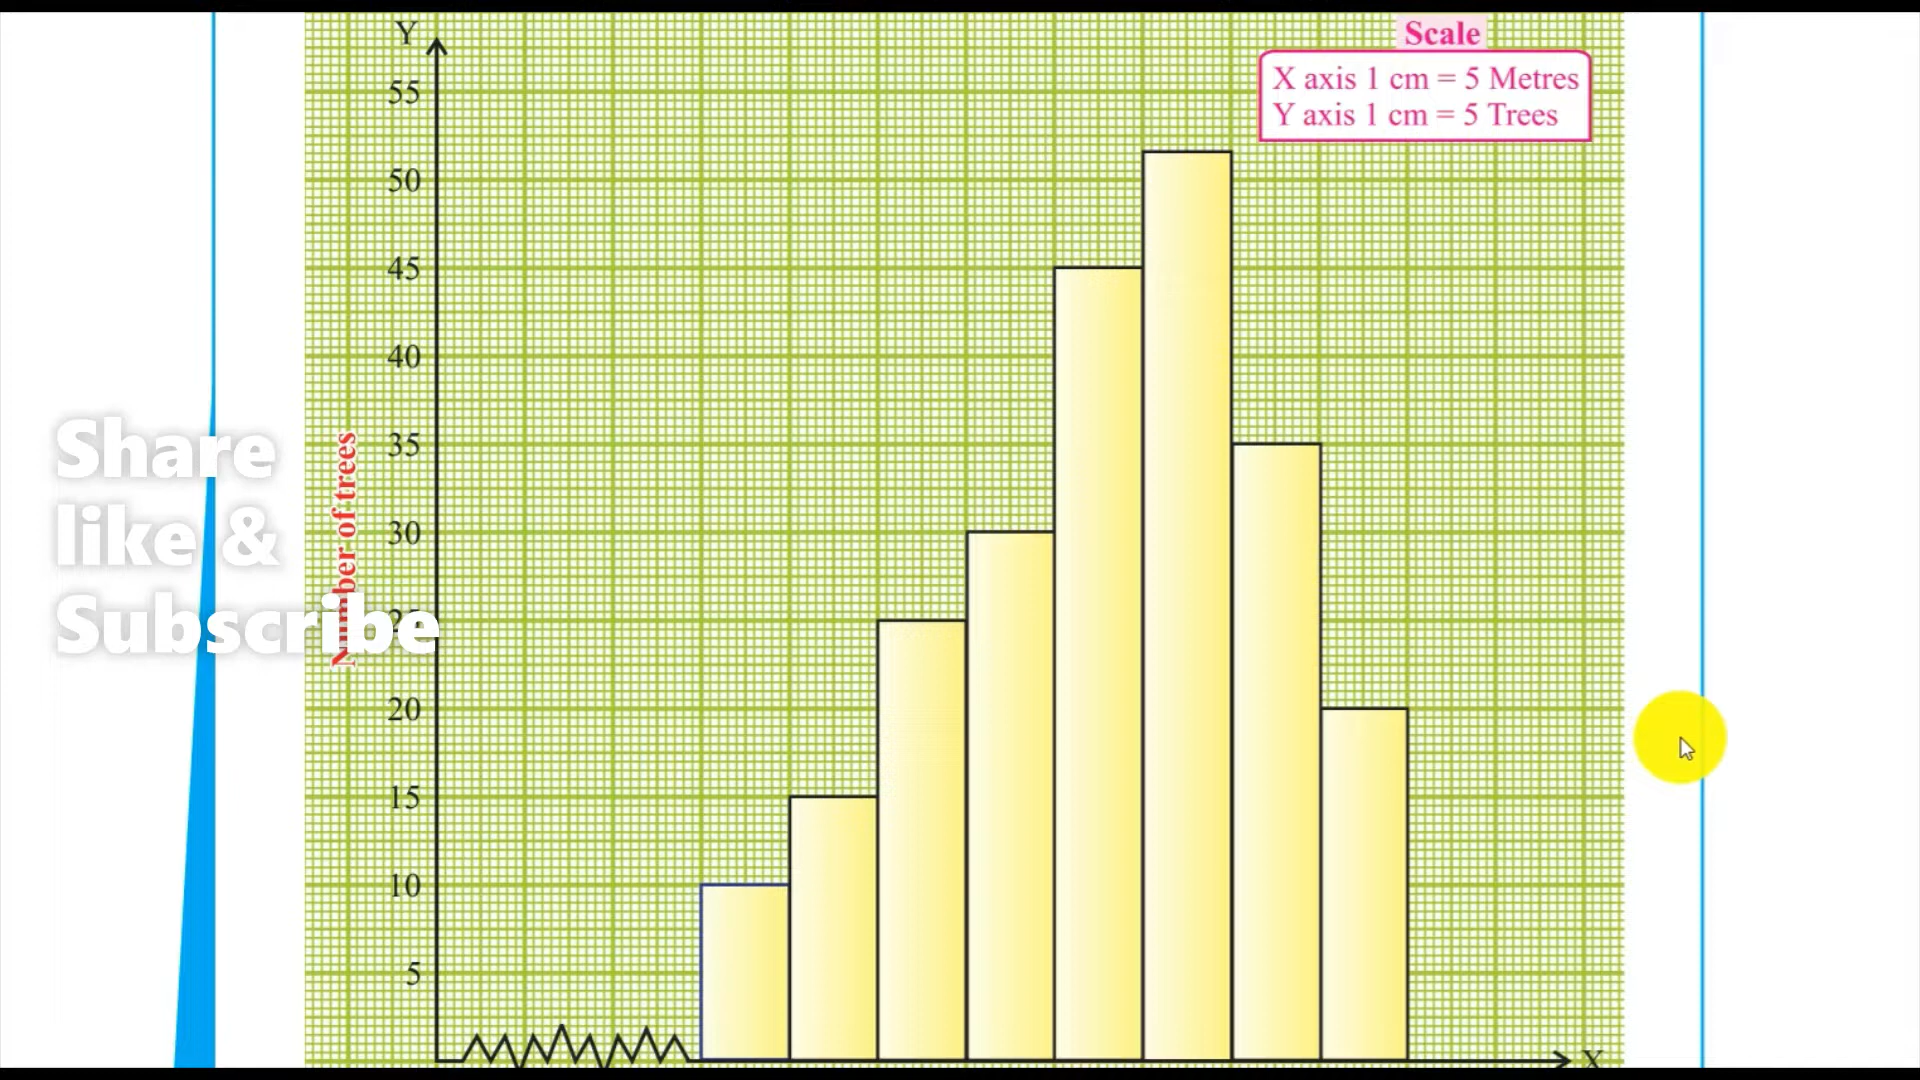 Y
Scale
X axis 1 cm = 5 Metres
Y axis 1 cm = 5 Trees
55
50
45
40
35
30
20
15
10
5
Number of trees
Share
like &
Subscribe
X